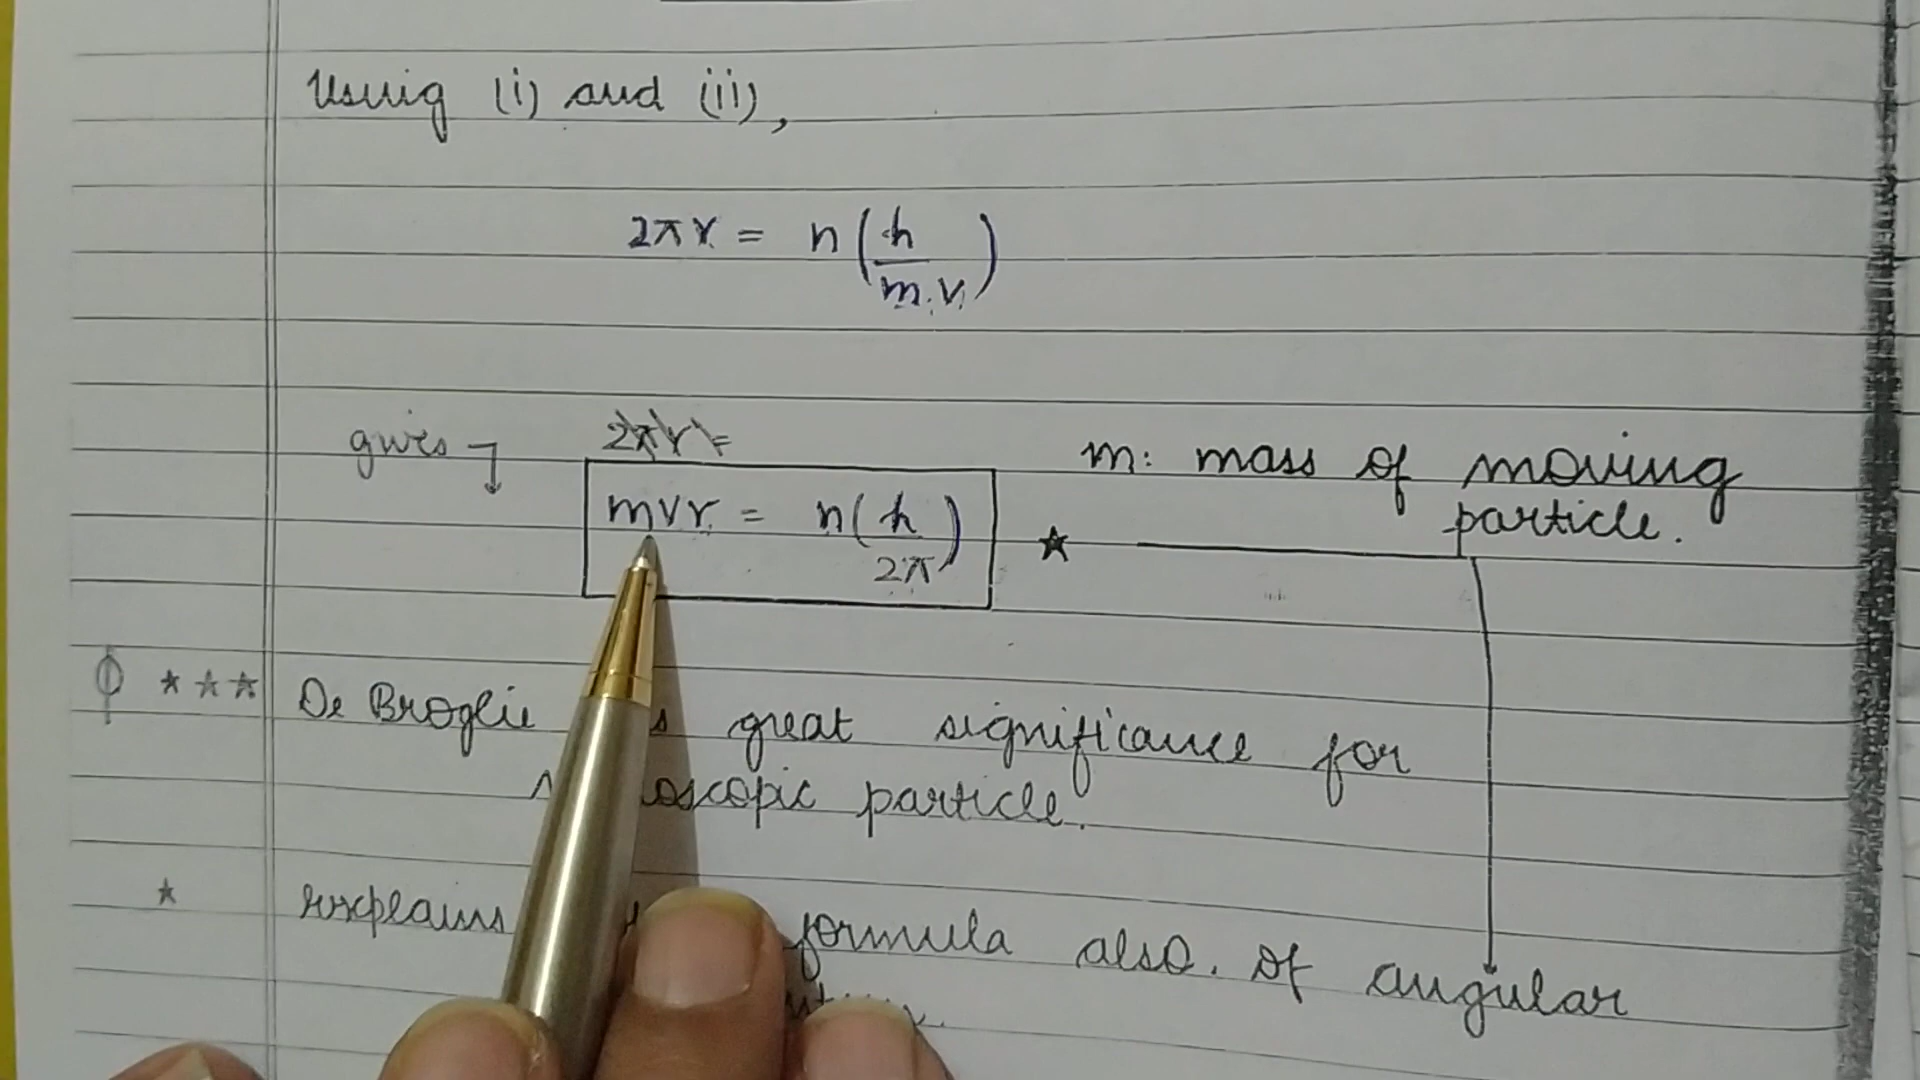 Using (i) and (ii),
2πr = n(h/m.v)
gives 2πr =
mvr = n(h/2π)
m: mass of moving
particle.
De Broglie great significance for
particle.
explains formula also. of angular